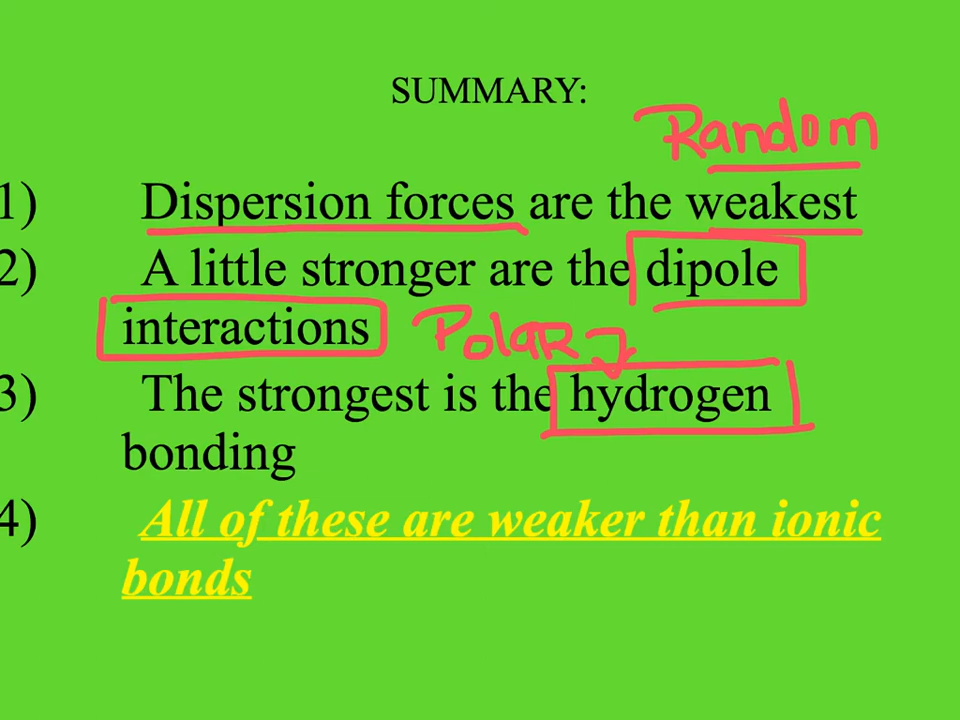 SUMMARY:
Random
1) Dispersion forces are the weakest
2) A little stronger are the dipole
interactions Polar
3) The strongest is the hydrogen
bonding
4) All of these are weaker than ionic
bonds